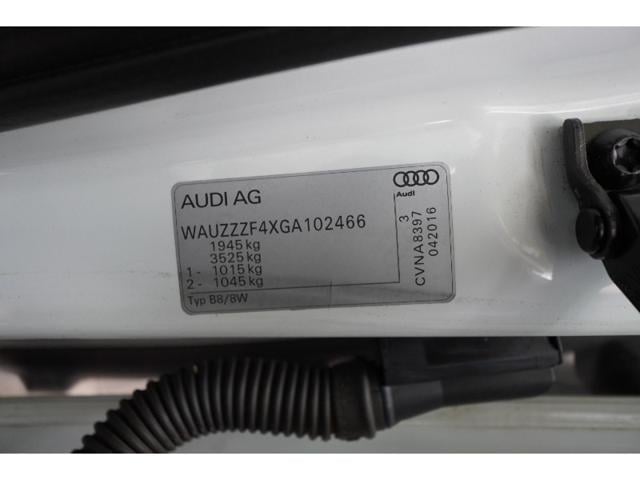 AUDI AG
Audi
WAUZZZF4XGA102466
1945 kg
3525 kg
1 - 1015 kg
2 - 1045 kg
Typ B8/8W
3
CVNA8397
042016